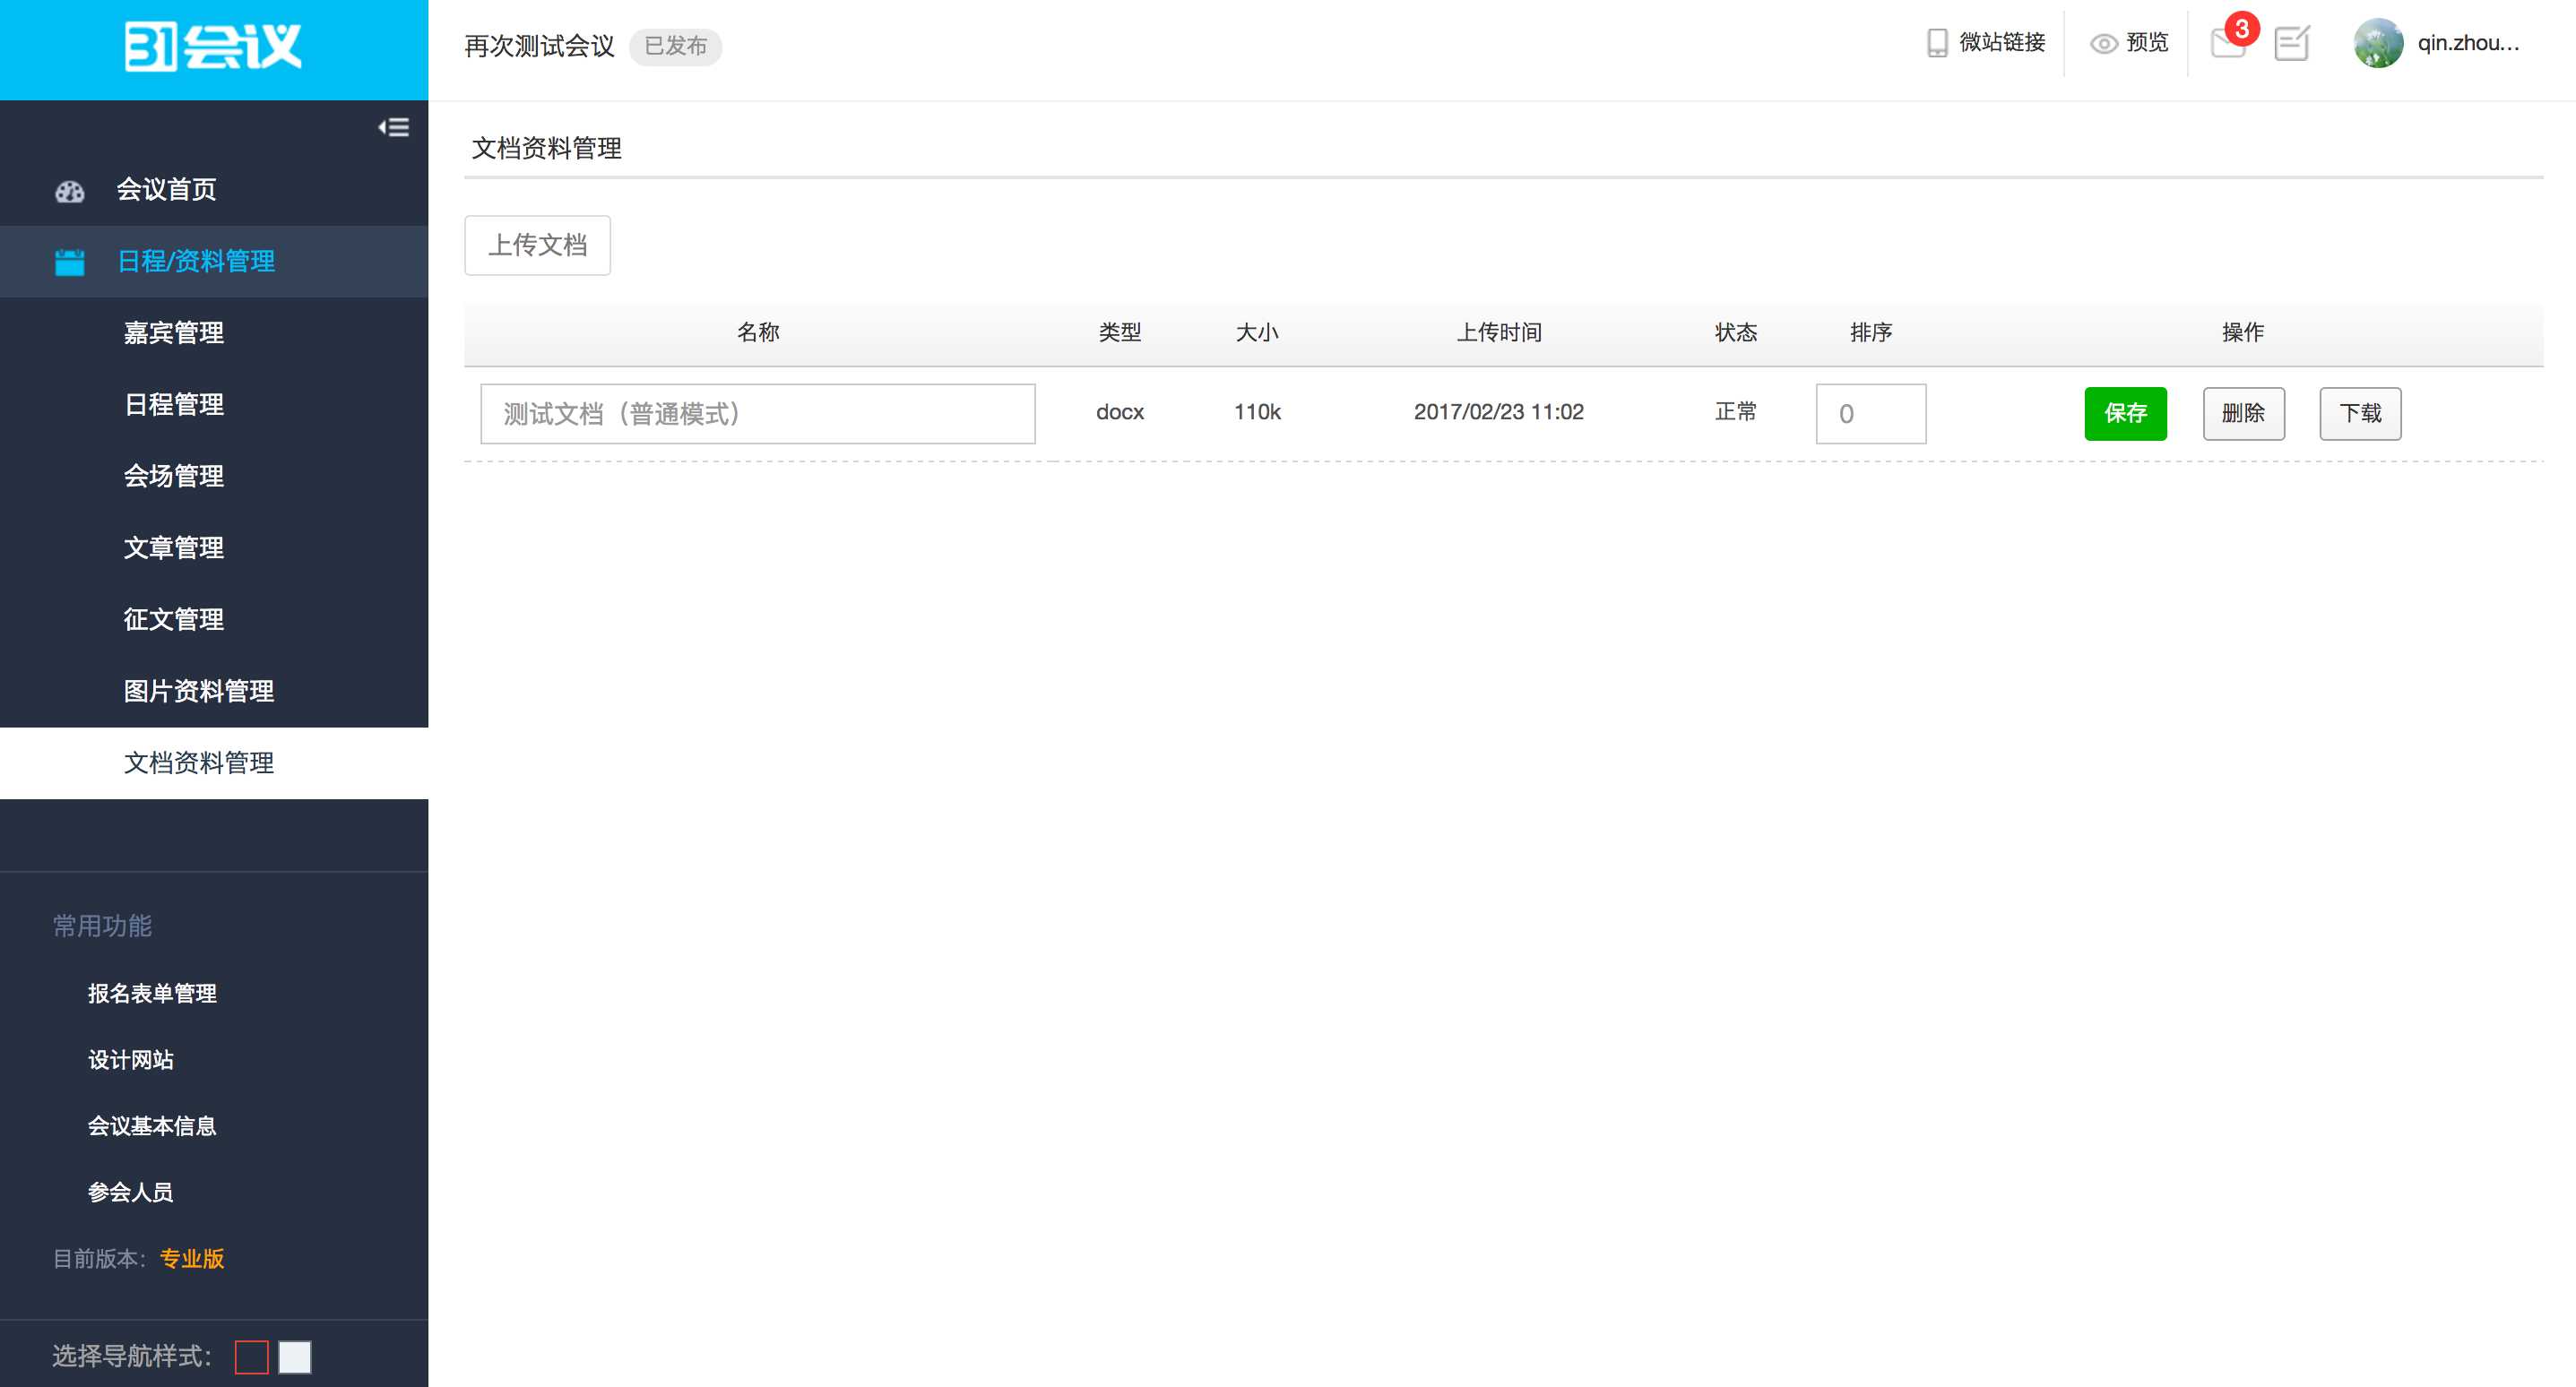 31会议
再次测试会议 已发布
微站链接 预览 3 qin.zhou...
会议首页
日程/资料管理
嘉宾管理
日程管理
会场管理
文章管理
征文管理
图片资料管理
文档资料管理
常用功能
报名表单管理
设计网站
会议基本信息
参会人员
目前版本：专业版
选择导航样式：
文档资料管理
上传文档
名称 类型 大小 上传时间 状态 排序 操作
测试文档（普通模式） docx 110k 2017/02/23 11:02 正常 0 保存 删除 下载